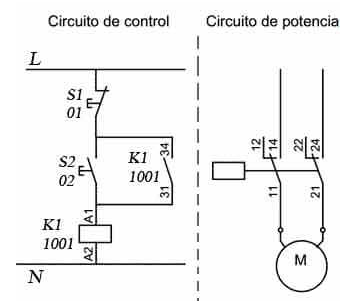 Circuito de control
Circuito de potencia
L
S1
01
S2
02
K1
1001
34
31
K1
1001
A1
A2
N
12
14
22
24
11
21
M